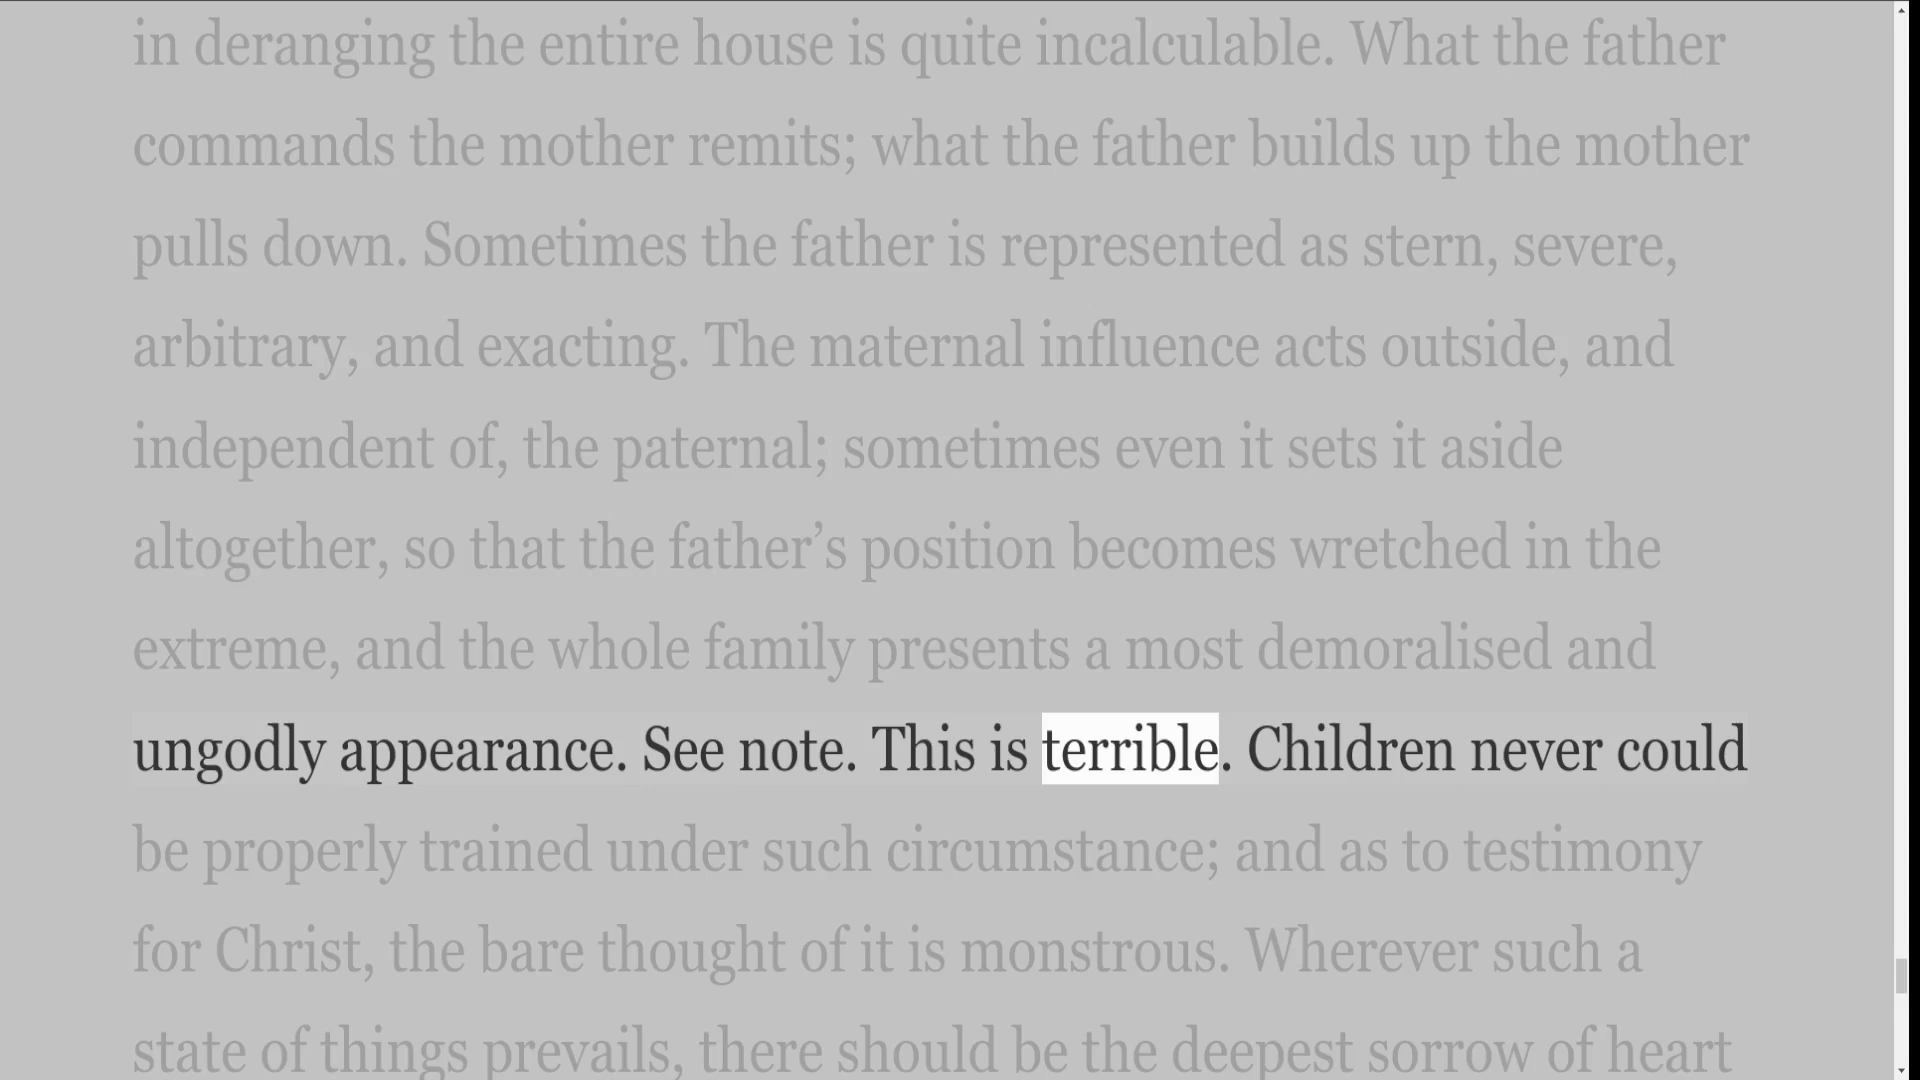 in deranging the entire house is quite incalculable. What the father
commands the mother remits; what the father builds up the mother
pulls down. Sometimes the father is represented as stern, severe,
arbitrary, and exacting. The maternal influence acts outside, and
independent of, the paternal; sometimes even it sets it aside
altogether, so that the father’s position becomes wretched in the
extreme, and the whole family presents a most demoralised and
ungodly appearance. See note. This is terrible. Children never could
be properly trained under such circumstance; and as to testimony
for Christ, the bare thought of it is monstrous. Wherever such a
state of things prevails, there should be the deepest sorrow of heart